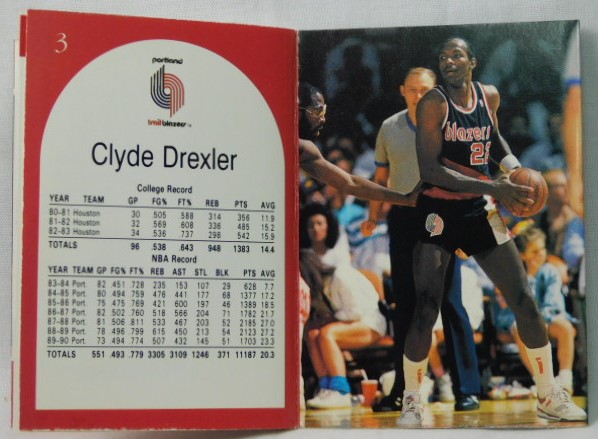 3
portland
trail blazers
Clyde Drexler
College Record
YEAR TEAM GP FG% FT% REB PTS AVG
80-81 Houston 30 .505 .588 314 356 11.9
81-82 Houston 32 .569 .608 336 485 15.2
82-83 Houston 34 .536 .737 298 542 15.9
TOTALS 96 .538 .643 948 1383 14.4
NBA Record
YEAR TEAM GP FG% FT% REB AST STL BLK PTS AVG
83-84 Port. 82 .451 .728 235 153 107 29 628 7.7
84-85 Port. 80 .494 .759 476 441 177 68 1377 17.2
85-86 Port. 75 .475 .769 421 600 197 46 1389 18.5
86-87 Port. 82 .502 .760 518 566 204 71 1782 21.7
87-88 Port. 81 .506 .811 533 467 203 52 2185 27.0
88-89 Port. 78 .496 .799 615 450 213 54 2123 27.2
89-90 Port. 73 .494 .774 507 432 145 51 1703 23.3
TOTALS 551 .493 .779 3305 3109 1246 371 11187 20.3
blazers
22